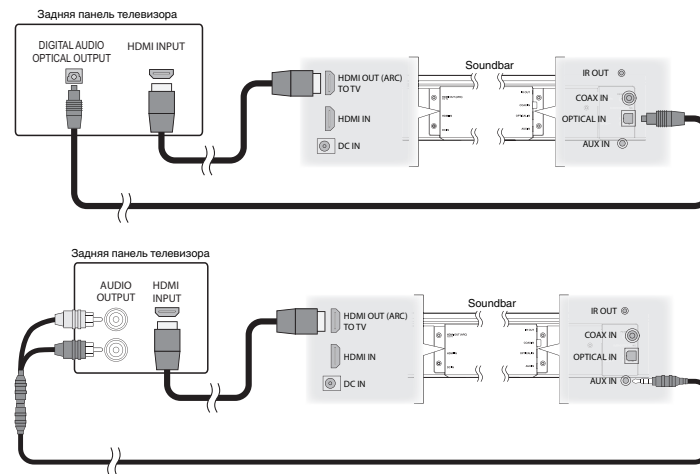 Задняя панель телевизора
DIGITAL AUDIO
OPTICAL OUTPUT
HDMI INPUT
HDMI OUT (ARC)
TO TV
HDMI IN
DC IN
Soundbar
IR OUT
COAX IN
OPTICAL IN
AUX IN
Задняя панель телевизора
AUDIO
OUTPUT
HDMI
INPUT
HDMI OUT (ARC)
TO TV
HDMI IN
DC IN
Soundbar
IR OUT
COAX IN
OPTICAL IN
AUX IN